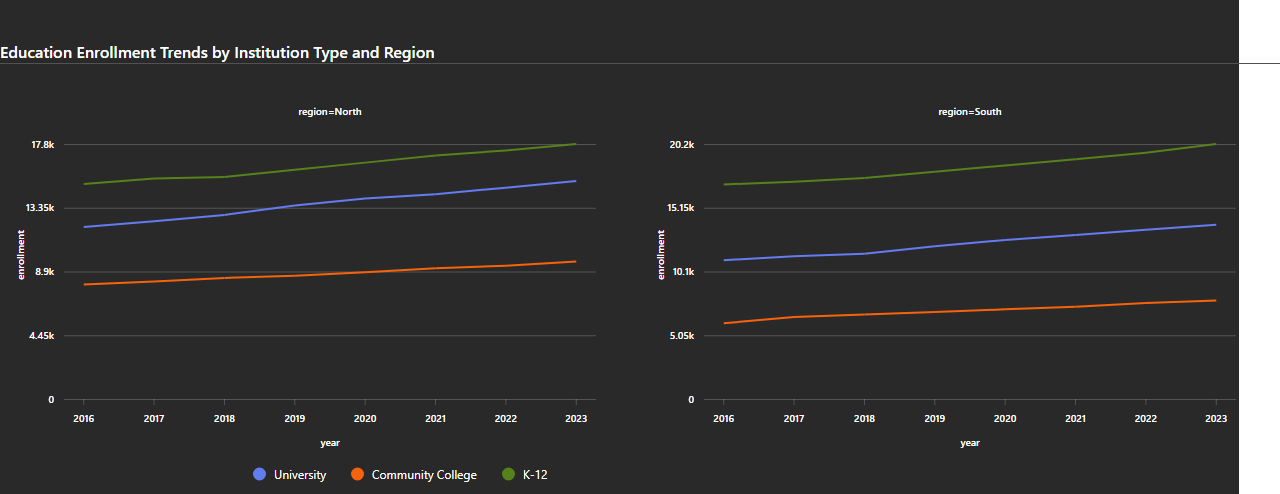 Education Enrollment Trends by Institution Type and Region
region=North
17.8k
13.35k
8.9k
4.45k
0
enrollment
2016 2017 2018 2019 2020 2021 2022 2023
year
region=South
20.2k
15.15k
10.1k
5.05k
0
enrollment
2016 2017 2018 2019 2020 2021 2022 2023
year
University Community College K-12